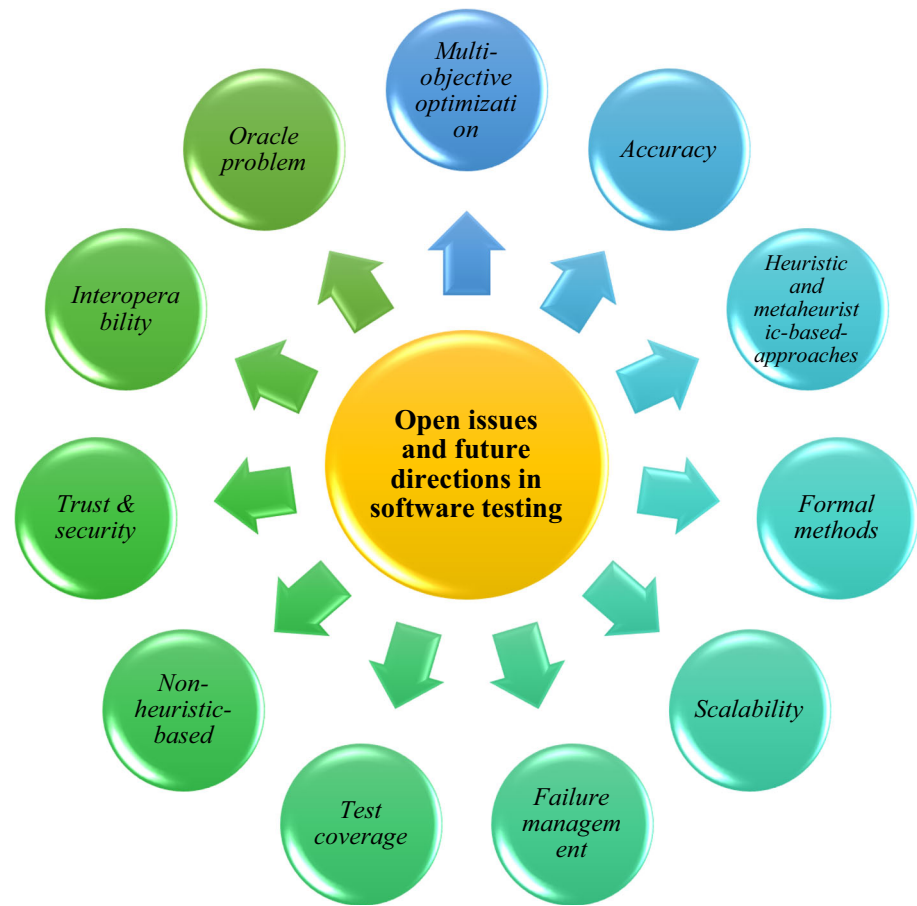 Multi-
objective
optimizati
on
Accuracy
Heuristic
and
metaheurist
ic-based-
approaches
Formal
methods
Scalability
Failure
managem
ent
Test
coverage
Non-
heuristic-
based
Trust &
security
Interopera
bility
Oracle
problem
Open issues
and future
directions in
software testing